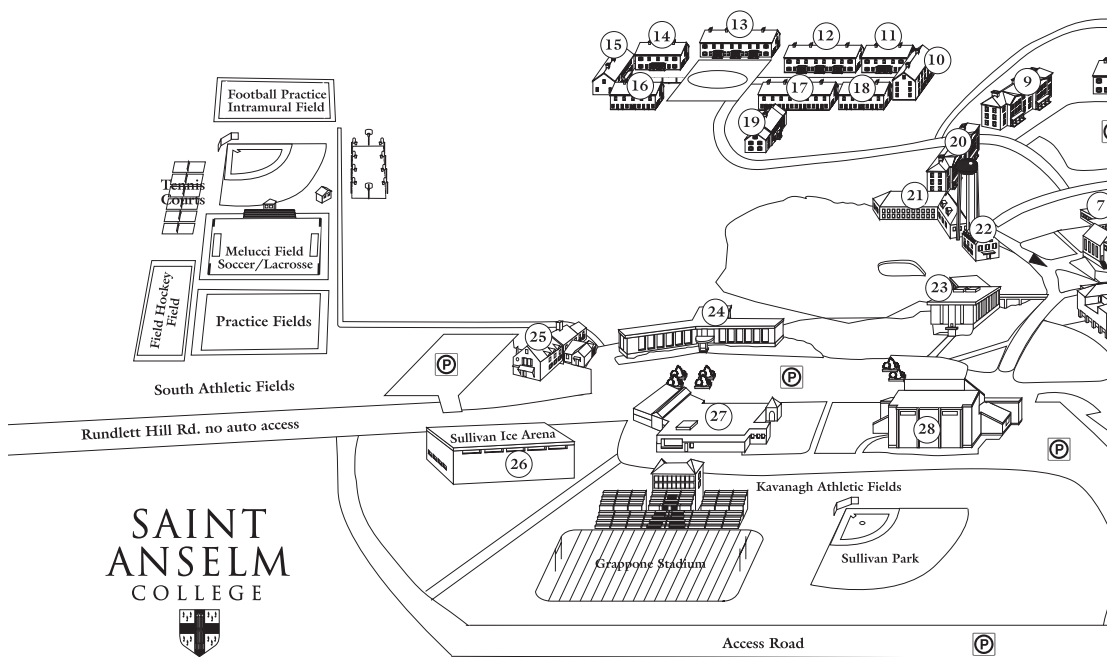 13
12
11
14
15
10
16
17
18
9
19
20
Football Practice
Intramural Field
Tennis
Courts
21
7
22
Melucci Field
Soccer/Lacrosse
23
Field Hockey
Field
Practice Fields
24
25
P
P
South Athletic Fields
27
28
Rundlett Hill Rd. no auto access
Sullivan Ice Arena
26
P
Kavanagh Athletic Fields
SAINT
ANSELM
COLLEGE
Grappone Stadium
Sullivan Park
Access Road
P